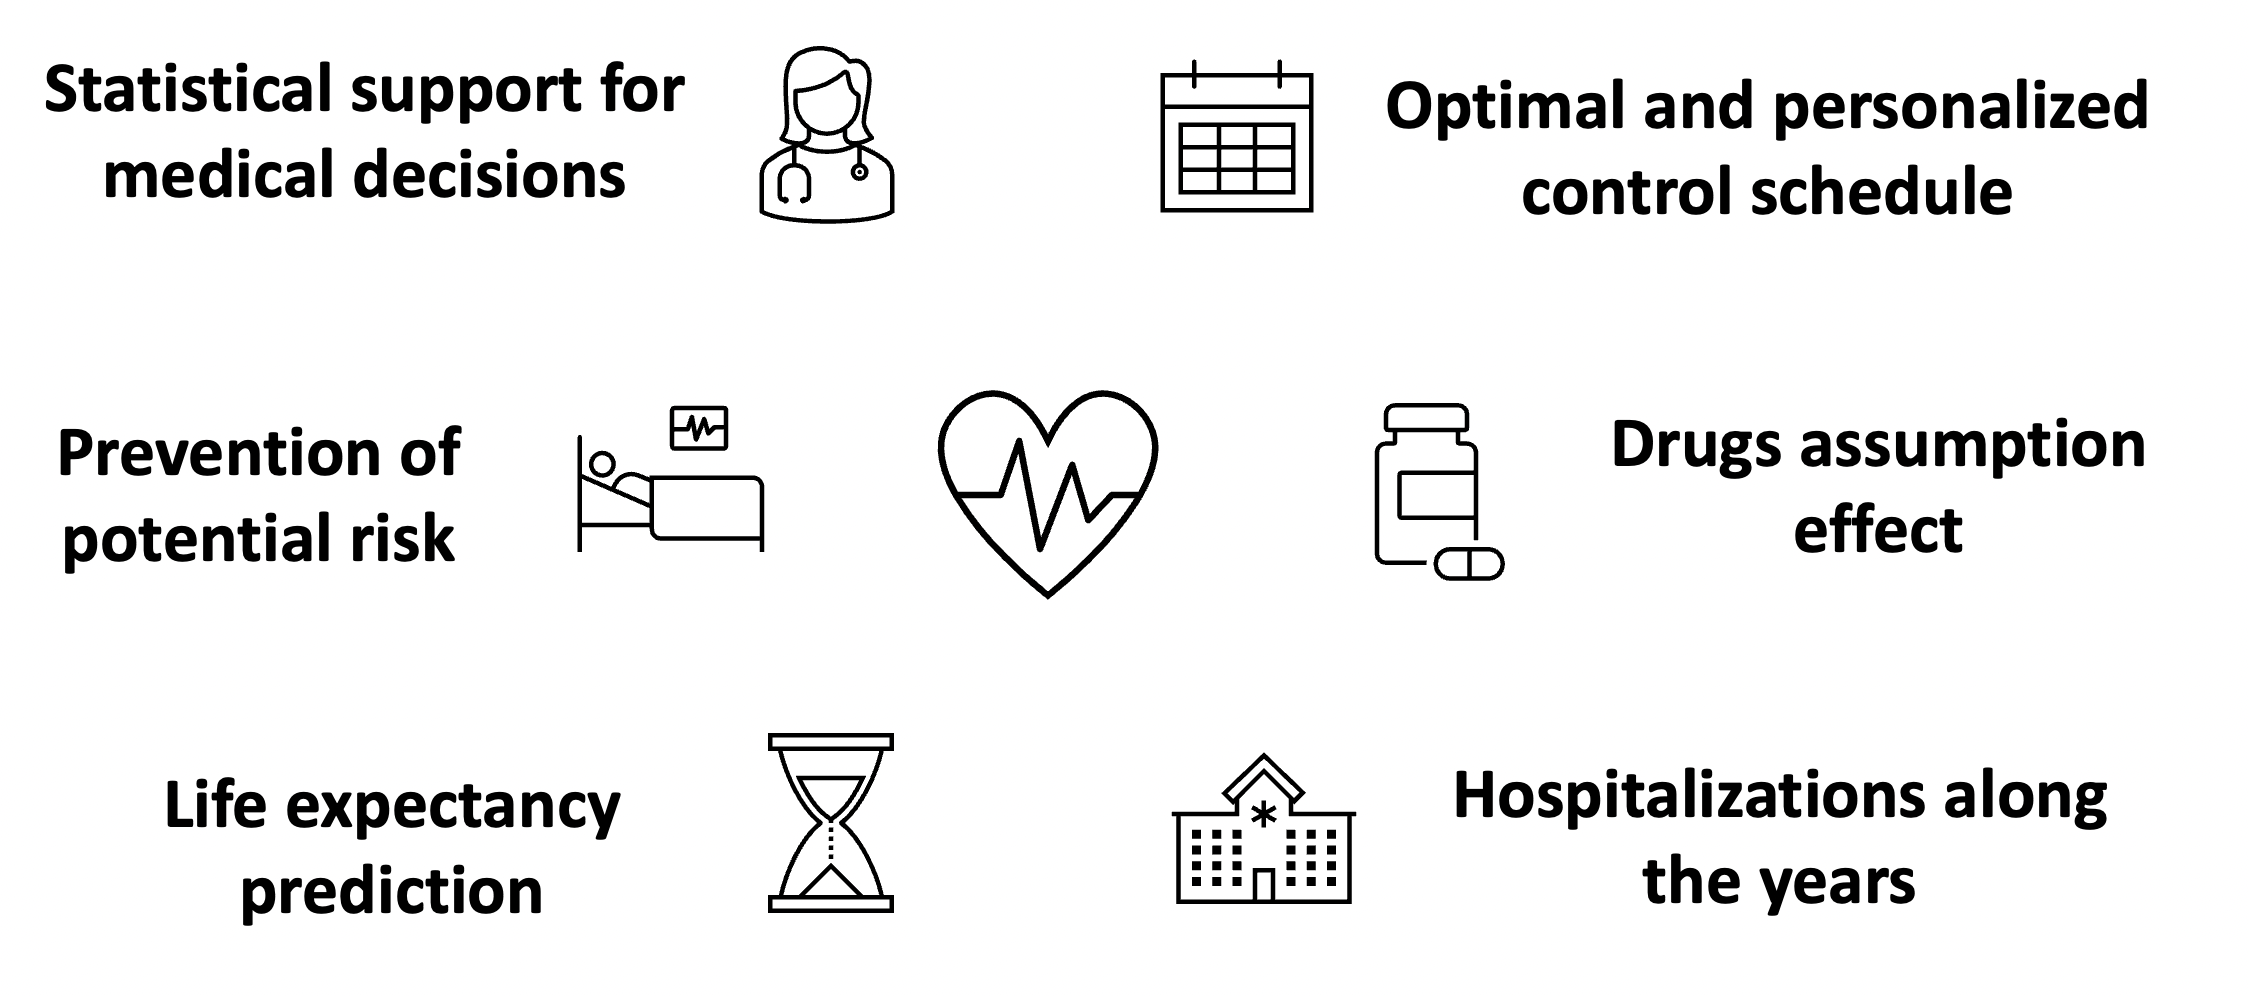 Statistical support for
medical decisions
Optimal and personalized
control schedule
Prevention of
potential risk
Drugs assumption
effect
Life expectancy
prediction
Hospitalizations along
the years